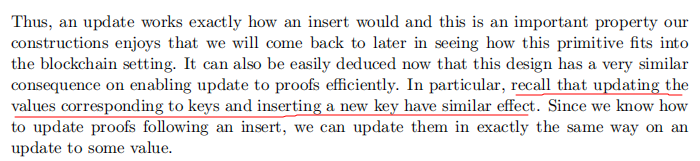 Thus, an update works exactly how an insert would and this is an important property our
constructions enjoys that we will come back to later in seeing how this primitive fits into
the blockchain setting. It can also be easily deduced now that this design has a very similar
consequence on enabling update to proofs efficiently. In particular, recall that updating the
values corresponding to keys and inserting a new key have similar effect. Since we know how
to update proofs following an insert, we can update them in exactly the same way on an
update to some value.